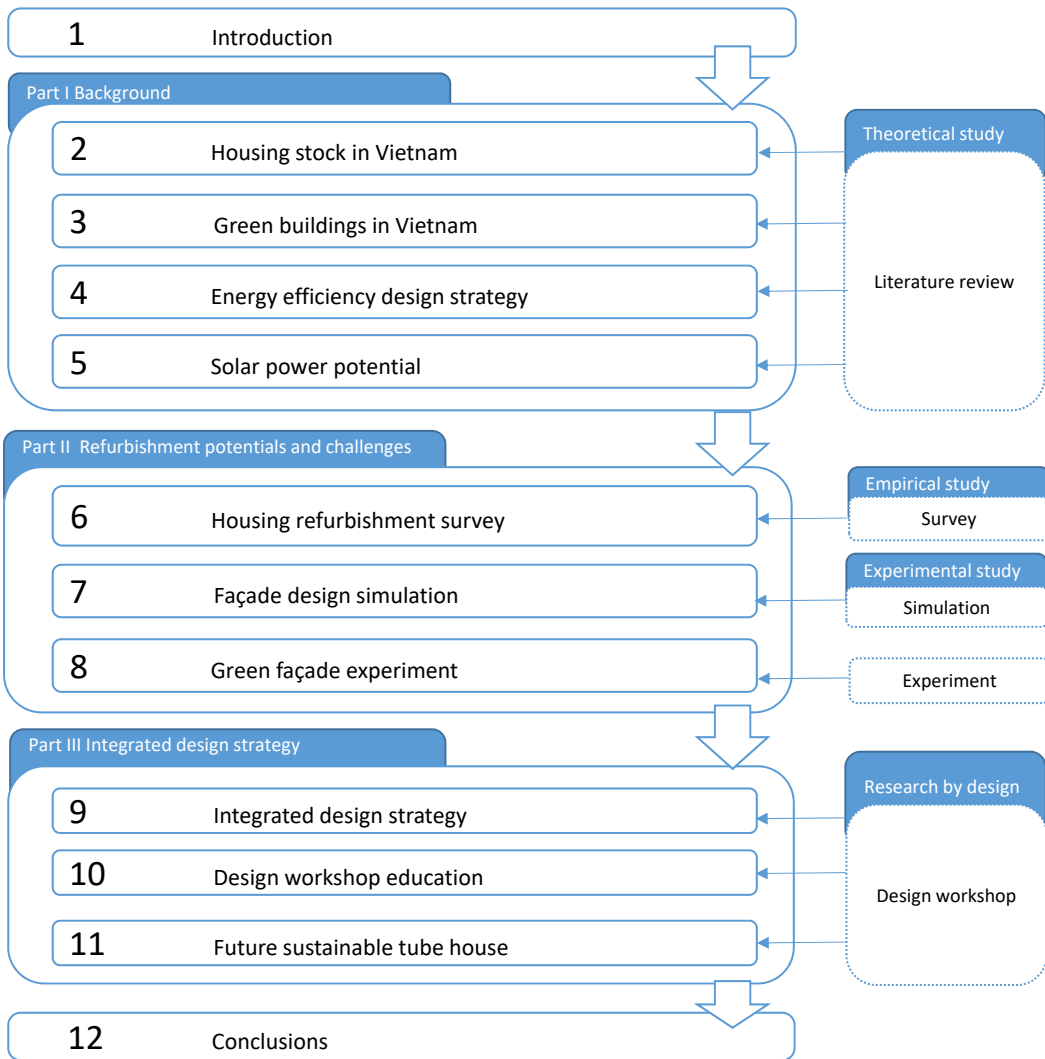 1 Introduction
Part I Background
2 Housing stock in Vietnam
3 Green buildings in Vietnam
4 Energy efficiency design strategy
5 Solar power potential
Theoretical study
Literature review
Part II Refurbishment potentials and challenges
6 Housing refurbishment survey
7 Façade design simulation
8 Green façade experiment
Empirical study
Survey
Experimental study
Simulation
Experiment
Part III Integrated design strategy
9 Integrated design strategy
10 Design workshop education
11 Future sustainable tube house
Research by design
Design workshop
12 Conclusions